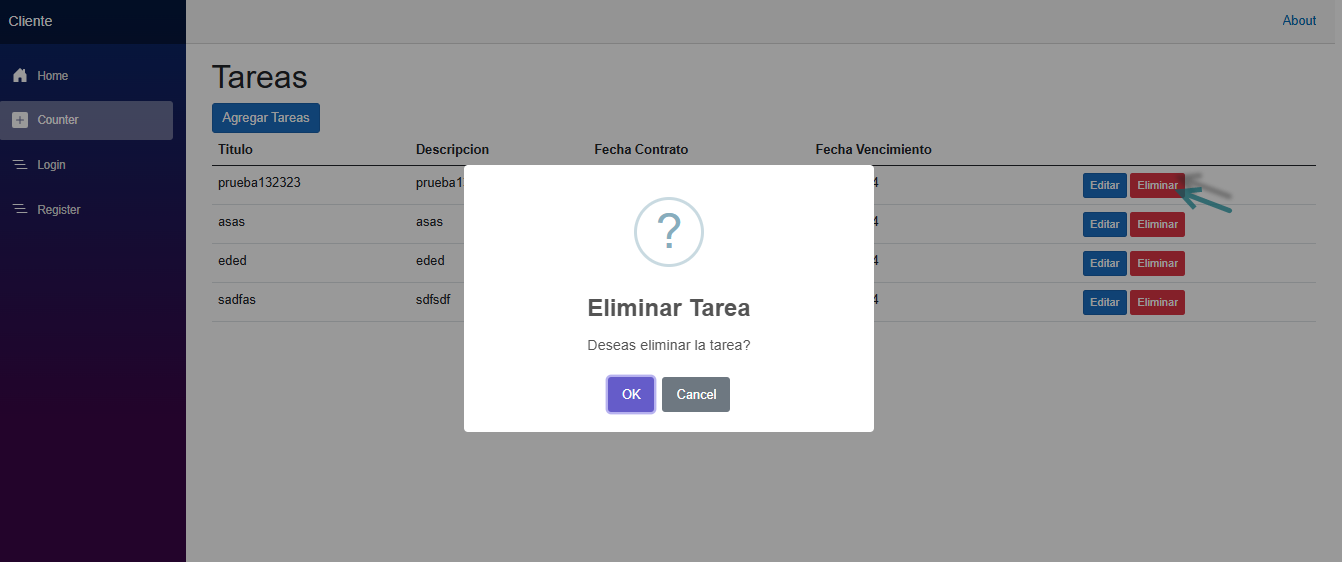 Cliente
About
Home
Counter
Login
Register
Tareas
Agregar Tareas
Titulo Descripcion Fecha Contrato Fecha Vencimiento
prueba132323 Editar Eliminar
asas asas Editar Eliminar
eded eded Editar Eliminar
sadfas sdfsdf Editar Eliminar
?
Eliminar Tarea
Deseas eliminar la tarea?
OK Cancel